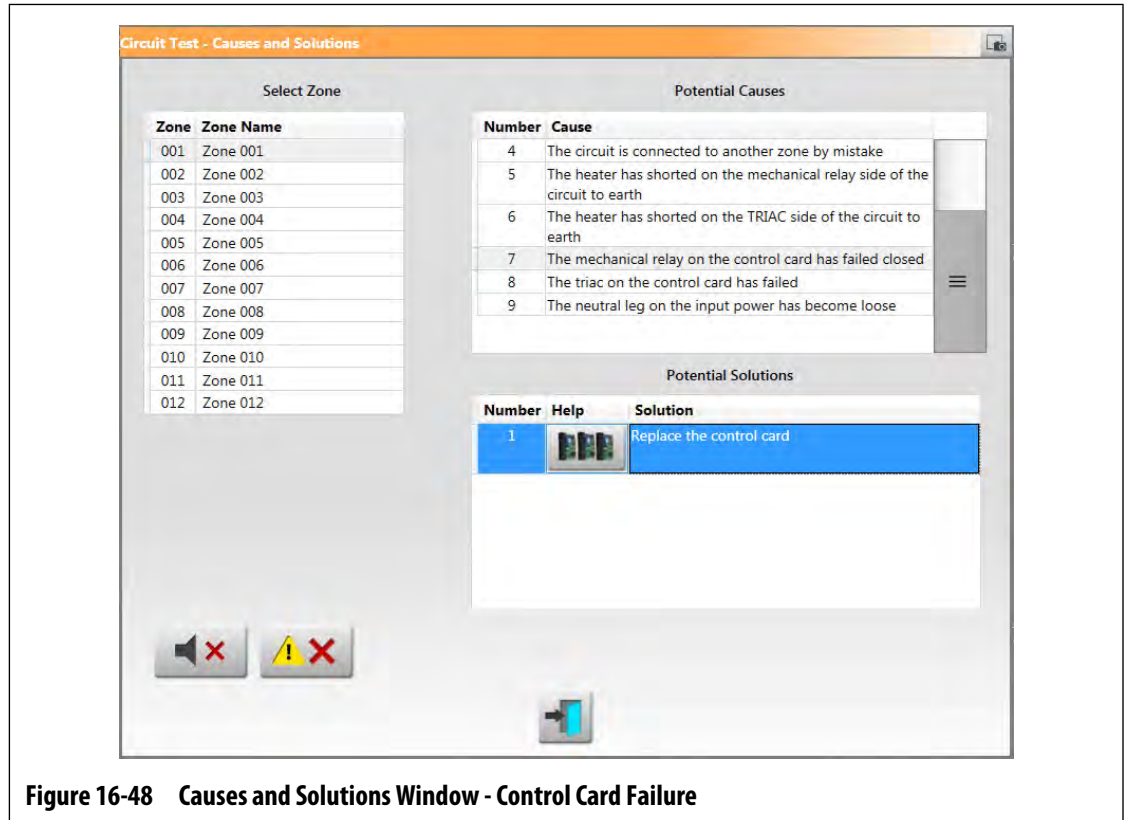 Circuit Test - Causes and Solutions
Select Zone
Zone Zone Name
001 Zone 001
002 Zone 002
003 Zone 003
004 Zone 004
005 Zone 005
006 Zone 006
007 Zone 007
008 Zone 008
009 Zone 009
010 Zone 010
011 Zone 011
012 Zone 012
Potential Causes
Number Cause
4 The circuit is connected to another zone by mistake
5 The heater has shorted on the mechanical relay side of the
circuit to earth
6 The heater has shorted on the TRIAC side of the circuit to
earth
7 The mechanical relay on the control card has failed closed
8 The triac on the control card has failed
9 The neutral leg on the input power has become loose
Potential Solutions
Number Help Solution
1 Replace the control card
Figure 16-48 Causes and Solutions Window - Control Card Failure